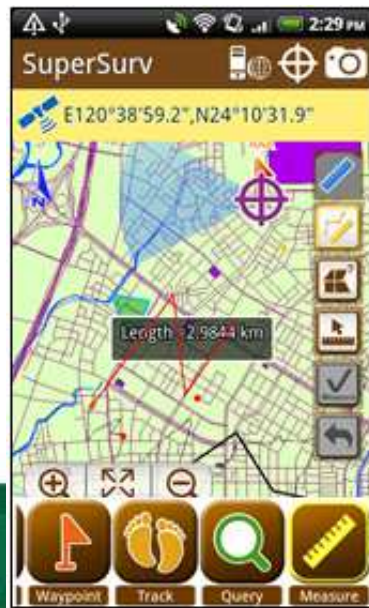 2:29 PM
SuperSurv
E120°38'59.2",N24°10'31.9"
N
Length :2.9844 km
Waypoint Track Query Measure